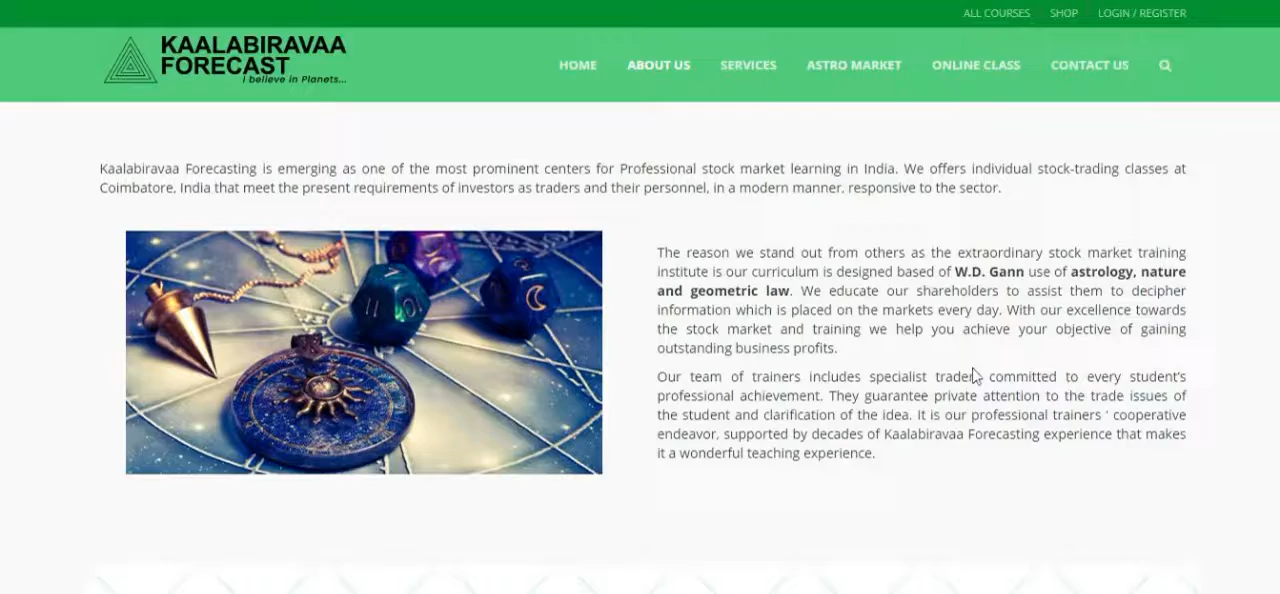 ALL COURSES SHOP LOGIN / REGISTER
KAALABIRAVAA
FORECAST
I believe in Planets...
HOME ABOUT US SERVICES ASTRO MARKET ONLINE CLASS CONTACT US
Kaalabiravaa Forecasting is emerging as one of the most prominent centers for Professional stock market learning in India. We offers individual stock-trading classes at
Coimbatore, India that meet the present requirements of investors as traders and their personnel, in a modern manner, responsive to the sector.
The reason we stand out from others as the extraordinary stock market training
institute is our curriculum is designed based of W.D. Gann use of astrology, nature
and geometric law. We educate our shareholders to assist them to decipher
information which is placed on the markets every day. With our excellence towards
the stock market and training we help you achieve your objective of gaining
outstanding business profits.
Our team of trainers includes specialist traders committed to every student's
professional achievement. They guarantee private attention to the trade issues of
the student and clarification of the idea. It is our professional trainers ' cooperative
endeavor, supported by decades of Kaalabiravaa Forecasting experience that makes
it a wonderful teaching experience.